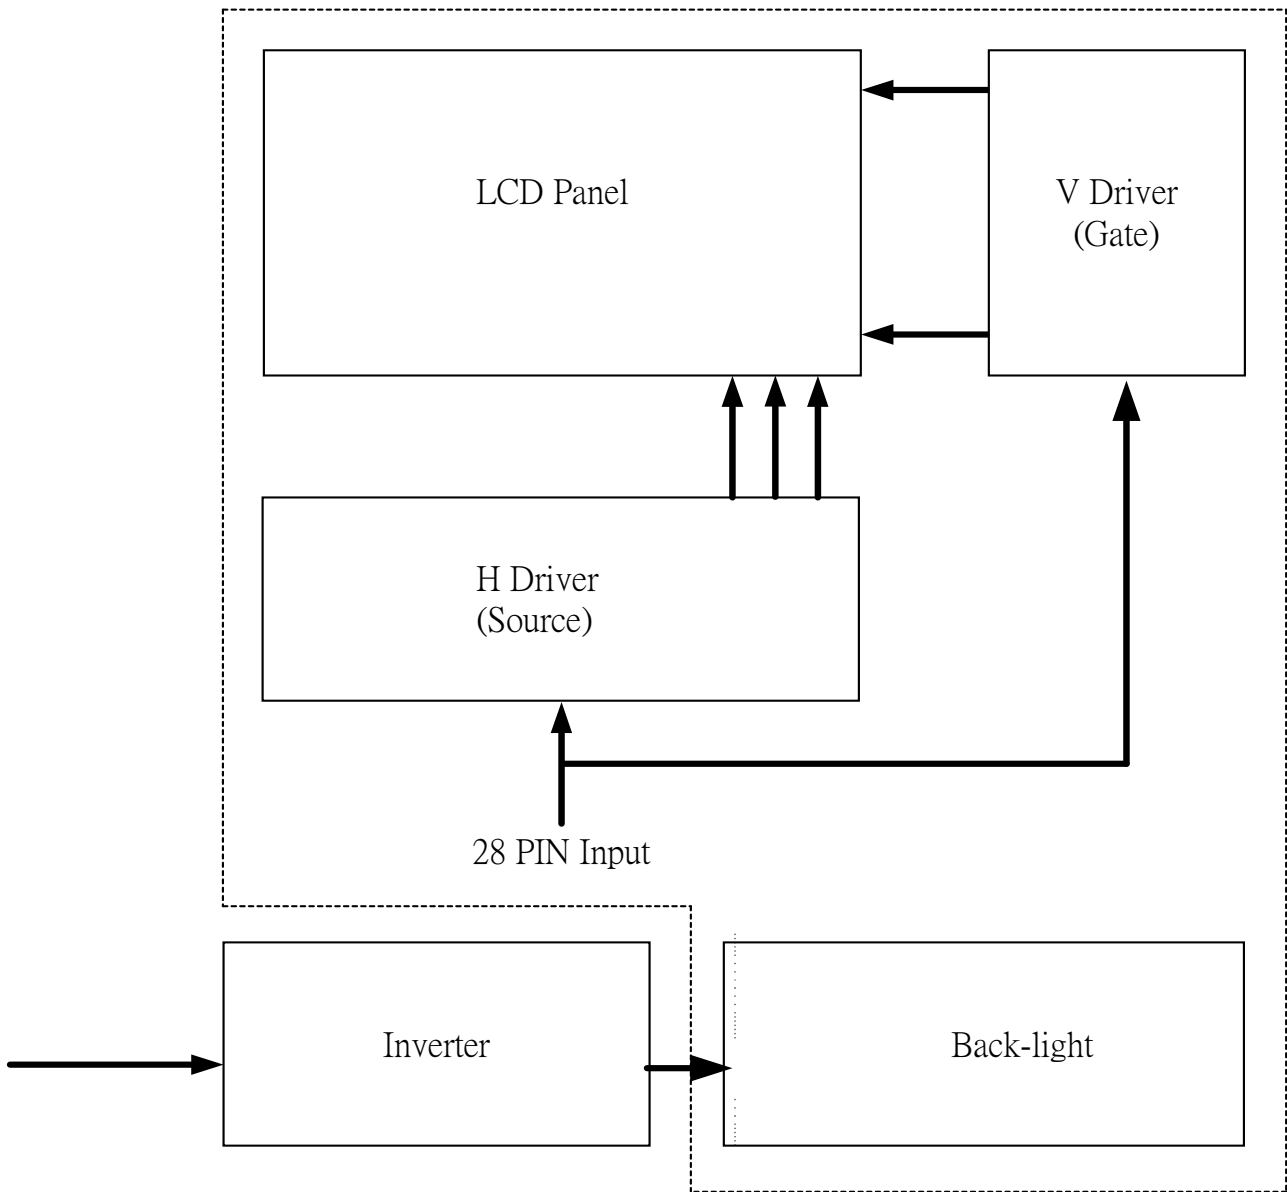 LCD Panel
V Driver
(Gate)
H Driver
(Source)
28 PIN Input
Inverter
Back-light